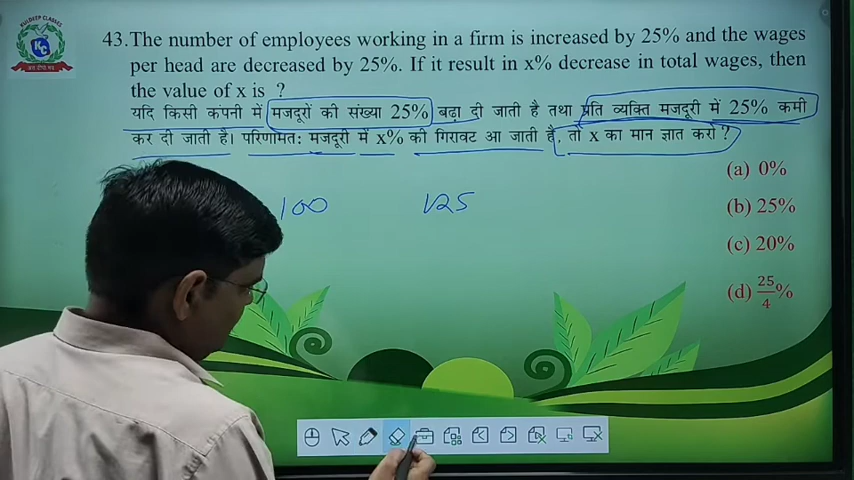 KULDEEP CLASSES
KC
43.The number of employees working in a firm is increased by 25% and the wages
per head are decreased by 25%. If it result in x% decrease in total wages, then
the value of x is ?
यदि किसी कंपनी में मजदूरों की संख्या 25% बढ़ा दी जाती है तथा प्रति व्यक्ति मजदूरी में 25% कमी
कर दी जाती है। परिणामत: मजदूरी में x% की गिरावट आ जाती है, तो x का मान ज्ञात करो ?
(a) 0%
100 125
(b) 25%
(c) 20%
(d) 25/4%